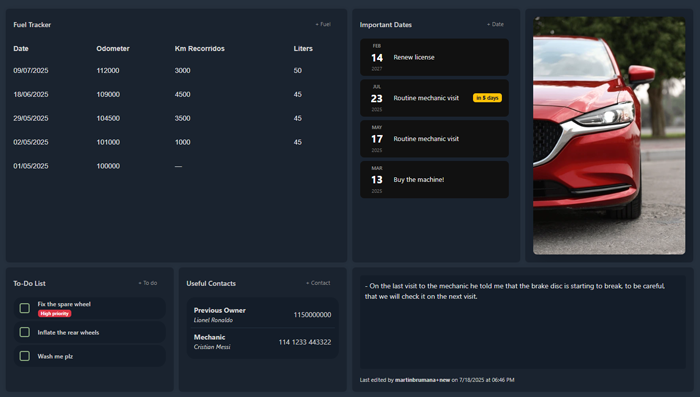 Fuel Tracker
+ Fuel
Date Odometer Km Recorridos Liters
09/07/2025 112000 3000 50
18/06/2025 109000 4500 45
29/05/2025 104500 3500 45
02/05/2025 101000 1000 45
01/05/2025 100000 —
Important Dates
+ Date
FEB
14
2027
Renew license
JUL
23
2025
Routine mechanic visit
in 8 days
MAY
17
2025
Routine mechanic visit
MAR
13
2025
Buy the machine!
To-Do List
+ To do
Fix the spare wheel
High priority
Inflate the rear wheels
Wash me plz
Useful Contacts
+ Contact
Previous Owner
Lionel Ronaldo
1150000000
Mechanic
Cristian Messi
114 1233 443322
- On the last visit to the mechanic he told me that the brake disc is starting to break, to be careful,
that we will check it on the next visit.
Last edited by martinbrumana+new on 7/18/2025 at 06:46 PM